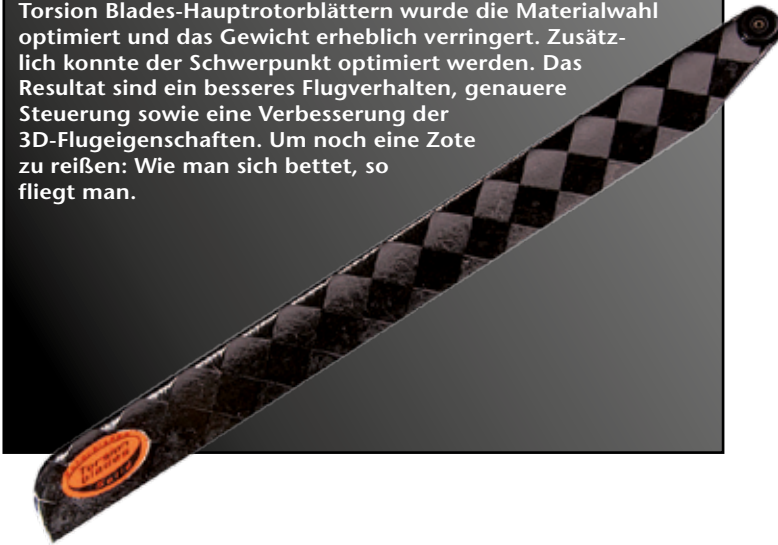 Torsion Blades-Hauptrotorblättern wurde die Materialwahl
optimiert und das Gewicht erheblich verringert. Zusätz-
lich konnte der Schwerpunkt optimiert werden. Das
Resultat sind ein besseres Flugverhalten, genauere
Steuerung sowie eine Verbesserung der
3D-Flugeigenschaften. Um noch eine Zote
zu reißen: Wie man sich bettet, so
fliegt man.
Torsion
blades